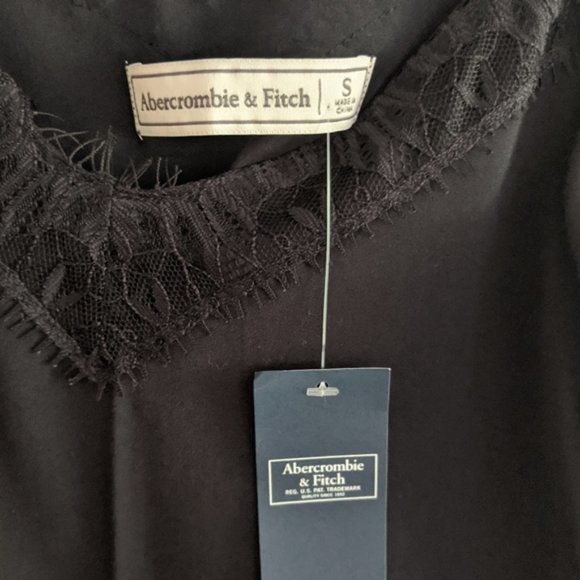 Abercrombie & Fitch | S
MADE IN
CHINA
Abercrombie
& Fitch
REG. U.S. PAT. TRADEMARK
QUALITY SINCE 1892